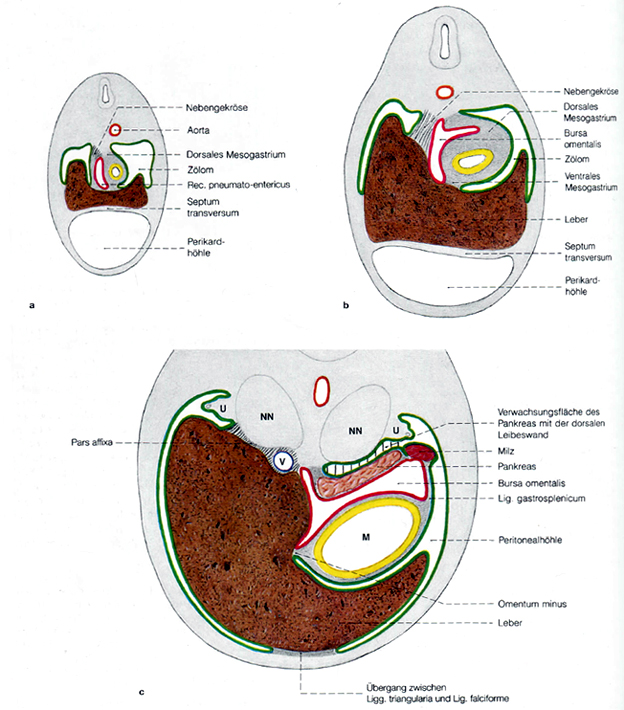 Nebengekröse
Aorta
Dorsales Mesogastrium
Zölom
Rec. pneumato-entericus
Septum
transversum
Perikard-
höhle
a
Nebengekröse
Dorsales
Mesogastrium
Bursa
omentalis
Zölom
Ventrales
Mesogastrium
Leber
Septum
transversum
Perikard-
höhle
b
U
NN
NN
U
V
M
Pars affixa
Verwachsungsfläche des
Pankreas mit der dorsalen
Leibeswand
Milz
Pankreas
Bursa omentalis
Lig. gastrosplenicum
Peritonealhöhle
Omentum minus
Leber
Übergang zwischen
Ligg. triangularia und Lig. falciforme
c